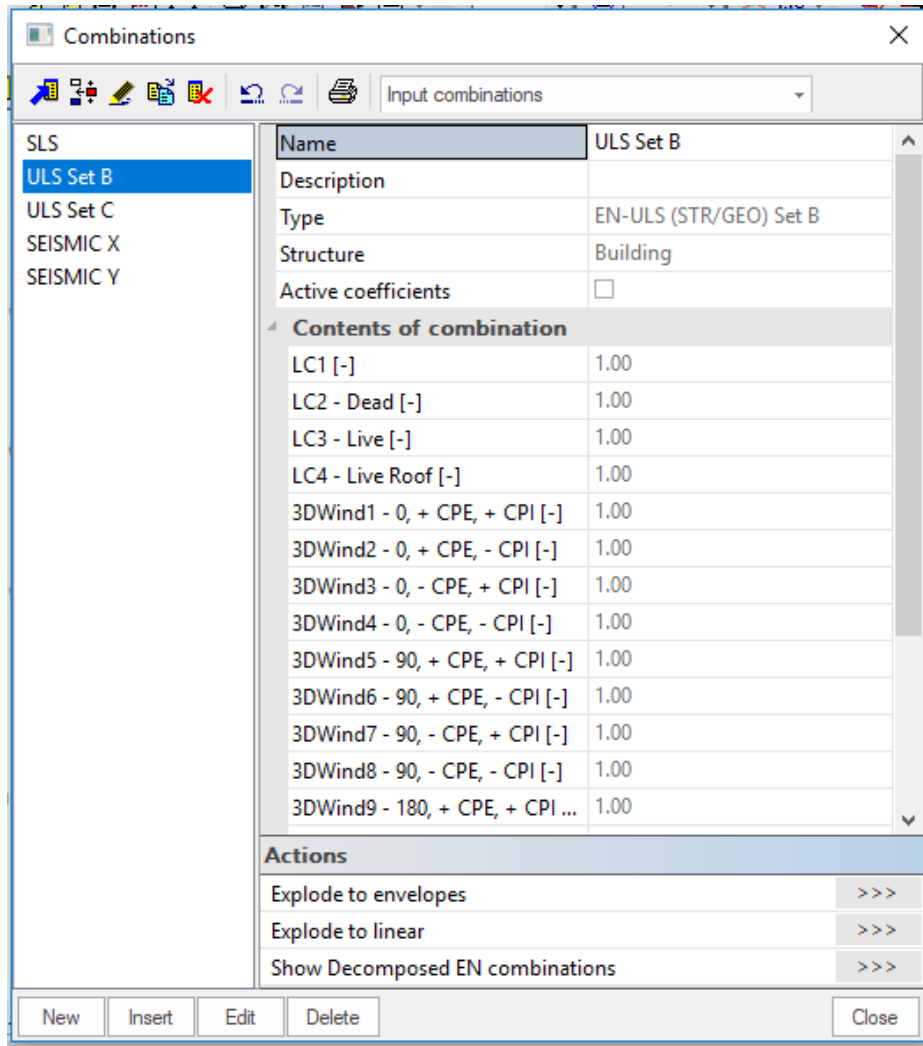 Combinations
Input combinations
SLS
ULS Set B
ULS Set C
SEISMIC X
SEISMIC Y
Name ULS Set B
Description
Type EN-ULS (STR/GEO) Set B
Structure Building
Active coefficients
Contents of combination
LC1 [-] 1.00
LC2 - Dead [-] 1.00
LC3 - Live [-] 1.00
LC4 - Live Roof [-] 1.00
3DWind1 - 0, + CPE, + CPI [-] 1.00
3DWind2 - 0, + CPE, - CPI [-] 1.00
3DWind3 - 0, - CPE, + CPI [-] 1.00
3DWind4 - 0, - CPE, - CPI [-] 1.00
3DWind5 - 90, + CPE, + CPI [-] 1.00
3DWind6 - 90, + CPE, - CPI [-] 1.00
3DWind7 - 90, - CPE, + CPI [-] 1.00
3DWind8 - 90, - CPE, - CPI [-] 1.00
3DWind9 - 180, + CPE, + CPI ... 1.00
Actions
Explode to envelopes >>>
Explode to linear >>>
Show Decomposed EN combinations >>>
New Insert Edit Delete Close